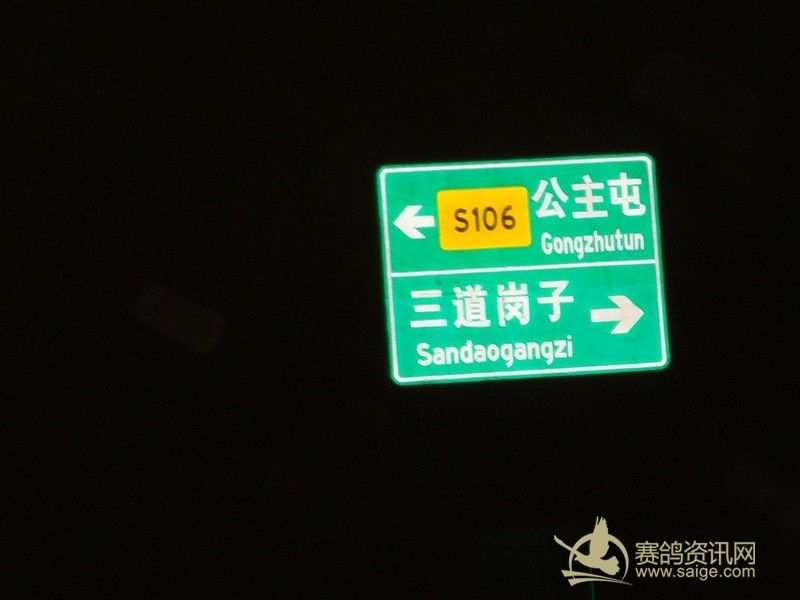 S106 公主屯
Gongzhutun
三道岗子
Sandaogangzi
赛鸽资讯网
www.saige.com